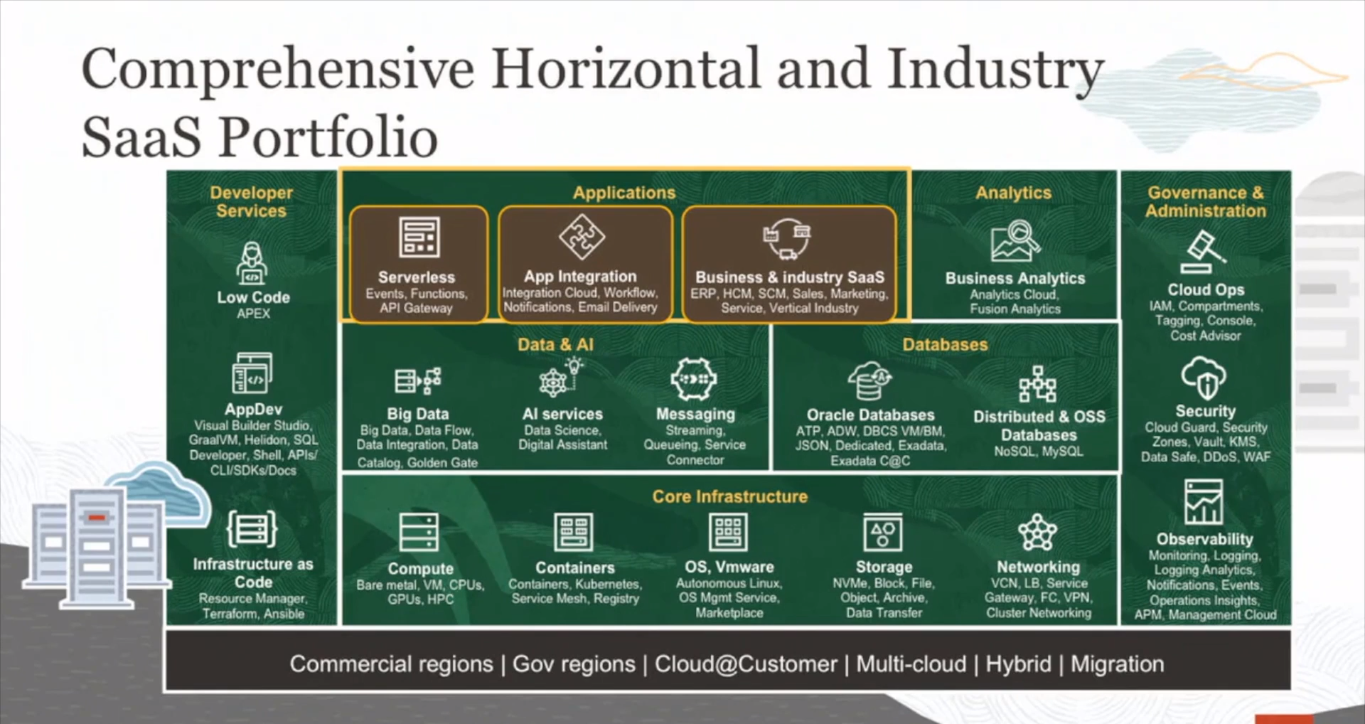 Comprehensive Horizontal and Industry
SaaS Portfolio
Developer
Services
Low Code
APEX
AppDev
Visual Builder Studio,
GraalVM, Helidon, SQL
Developer, Shell, APIs/
CLI/SDKs/Docs
Infrastructure as
Code
Resource Manager,
Terraform, Ansible
Applications
Serverless
Events, Functions,
API Gateway
App Integration
Integration Cloud, Workflow,
Notifications, Email Delivery
Business & industry SaaS
ERP, HCM, SCM, Sales, Marketing,
Service, Vertical Industry
Analytics
Business Analytics
Analytics Cloud,
Fusion Analytics
Data & AI
Big Data
Big Data, Data Flow,
Data Integration, Data
Catalog, Golden Gate
AI services
Data Science,
Digital Assistant
Messaging
Streaming,
Queueing, Service
Connector
Databases
Oracle Databases
ATP, ADW, DBCS VM/BM,
JSON, Dedicated, Exadata,
Exadata C@C
Distributed & OSS
Databases
NoSQL, MySQL
Core Infrastructure
Compute
Bare metal, VM, CPUs,
GPUs, HPC
Containers
Containers, Kubernetes,
Service Mesh, Registry
OS, Vmware
Autonomous Linux,
OS Mgmt Service,
Marketplace
Storage
NVMe, Block, File,
Object, Archive,
Data Transfer
Networking
VCN, LB, Service
Gateway, FC, VPN,
Cluster Networking
Governance &
Administration
Cloud Ops
IAM, Compartments,
Tagging, Console,
Cost Advisor
Security
Cloud Guard, Security
Zones, Vault, KMS,
Data Safe, DDoS, WAF
Observability
Monitoring, Logging,
Logging Analytics,
Notifications, Events,
Operations Insights,
APM, Management Cloud
Commercial regions | Gov regions | Cloud@Customer | Multi-cloud | Hybrid | Migration